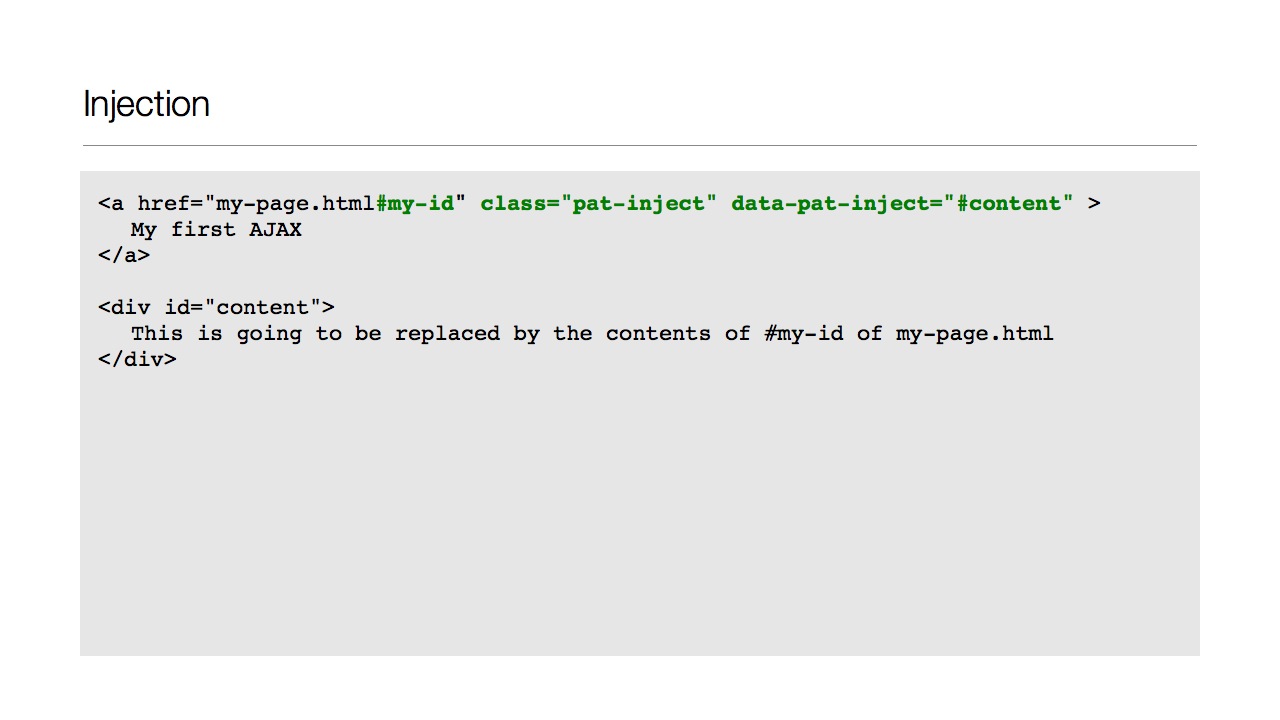 Injection
<a href="my-page.html#my-id" class="pat-inject" data-pat-inject="#content" >
My first AJAX
</a>
<div id="content">
This is going to be replaced by the contents of #my-id of my-page.html
</div>